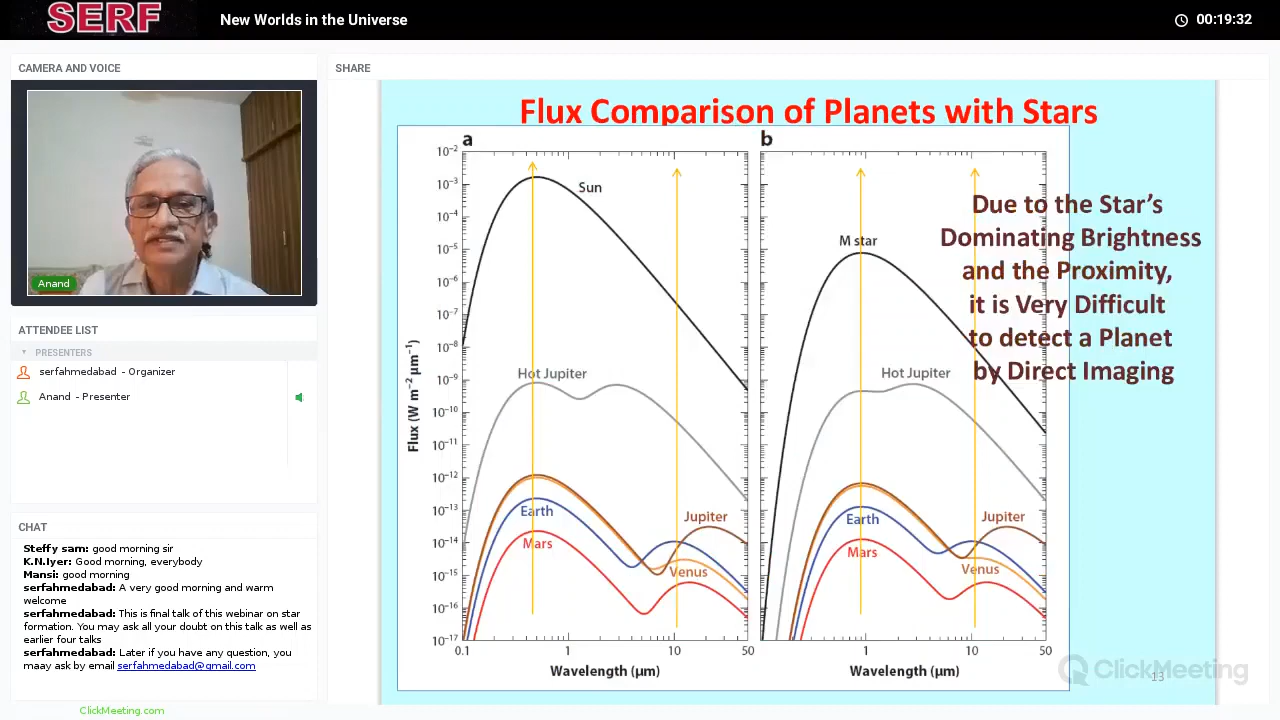 SERF
New Worlds in the Universe
00:19:32
CAMERA AND VOICE
Anand
ATTENDEE LIST
PRESENTERS
serfahmedabad - Organizer
Anand - Presenter
CHAT
Steffy sam: good morning sir
K.N.Iyer: Good morning, everybody
Mansi: good morning
serfahmedabad: A very good morning and warm
welcome
serfahmedabad: This is final talk of this webinar on star
formation. You may ask all your doubt on this talk as well as
earlier four talks
serfahmedabad: Later if you have any question, you
maay ask by email serfahmedabad@gmail.com
ClickMeeting.com
SHARE
Flux Comparison of Planets with Stars
a
b
10⁻²
10⁻³
10⁻⁴
10⁻⁵
10⁻⁶
10⁻⁷
10⁻⁸
10⁻⁹
10⁻¹⁰
10⁻¹¹
10⁻¹²
10⁻¹³
10⁻¹⁴
10⁻¹⁵
10⁻¹⁶
10⁻¹⁷
Flux (W m⁻² μm⁻¹)
Sun
Hot Jupiter
Earth
Mars
Jupiter
Venus
0.1 1 10 50
Wavelength (μm)
M star
Hot Jupiter
Earth
Mars
Jupiter
Venus
1 10 50
Wavelength (μm)
Due to the Star's
Dominating Brightness
and the Proximity,
it is Very Difficult
to detect a Planet
by Direct Imaging
ClickMeeting
13